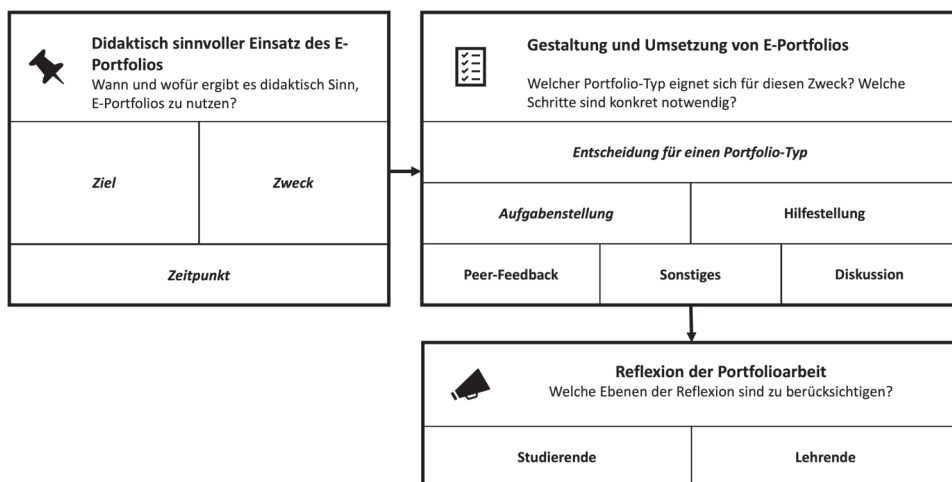 Didaktisch sinnvoller Einsatz des E-
Portfolios
Wann und wofür ergibt es didaktisch Sinn,
E-Portfolios zu nutzen?
Ziel
Zweck
Zeitpunkt
Gestaltung und Umsetzung von E-Portfolios
Welcher Portfolio-Typ eignet sich für diesen Zweck? Welche
Schritte sind konkret notwendig?
Entscheidung für einen Portfolio-Typ
Aufgabenstellung
Hilfestellung
Peer-Feedback
Sonstiges
Diskussion
Reflexion der Portfolioarbeit
Welche Ebenen der Reflexion sind zu berücksichtigen?
Studierende
Lehrende